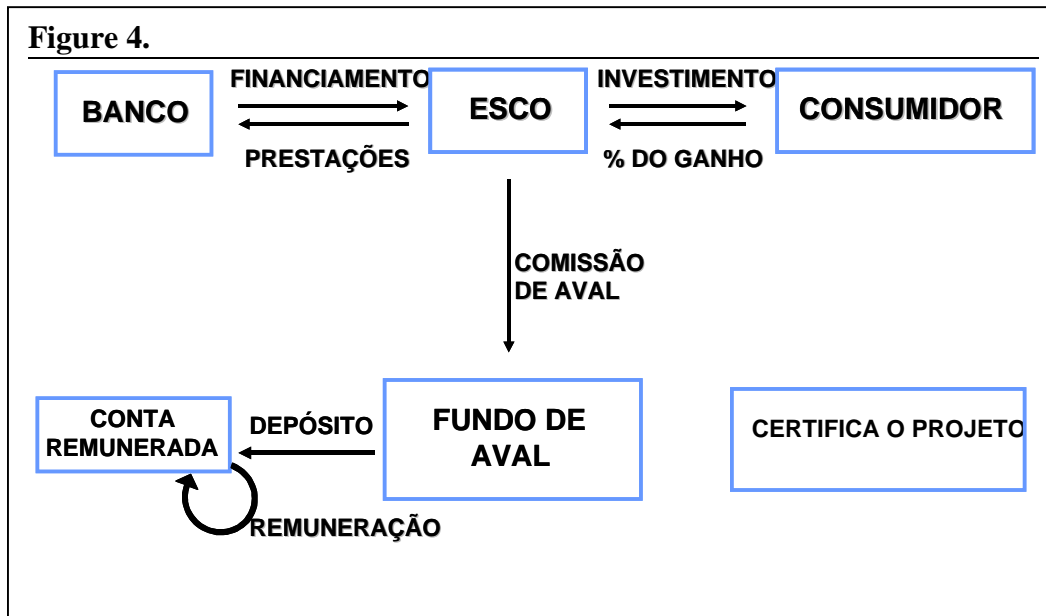 Figure 4.
FINANCIAMENTO
INVESTIMENTO
BANCO
ESCO
CONSUMIDOR
PRESTAÇÕES
% DO GANHO
COMISSÃO
DE AVAL
CONTA
REMUNERADA
DEPÓSITO
FUNDO DE
AVAL
CERTIFICA O PROJETO
REMUNERAÇÃO